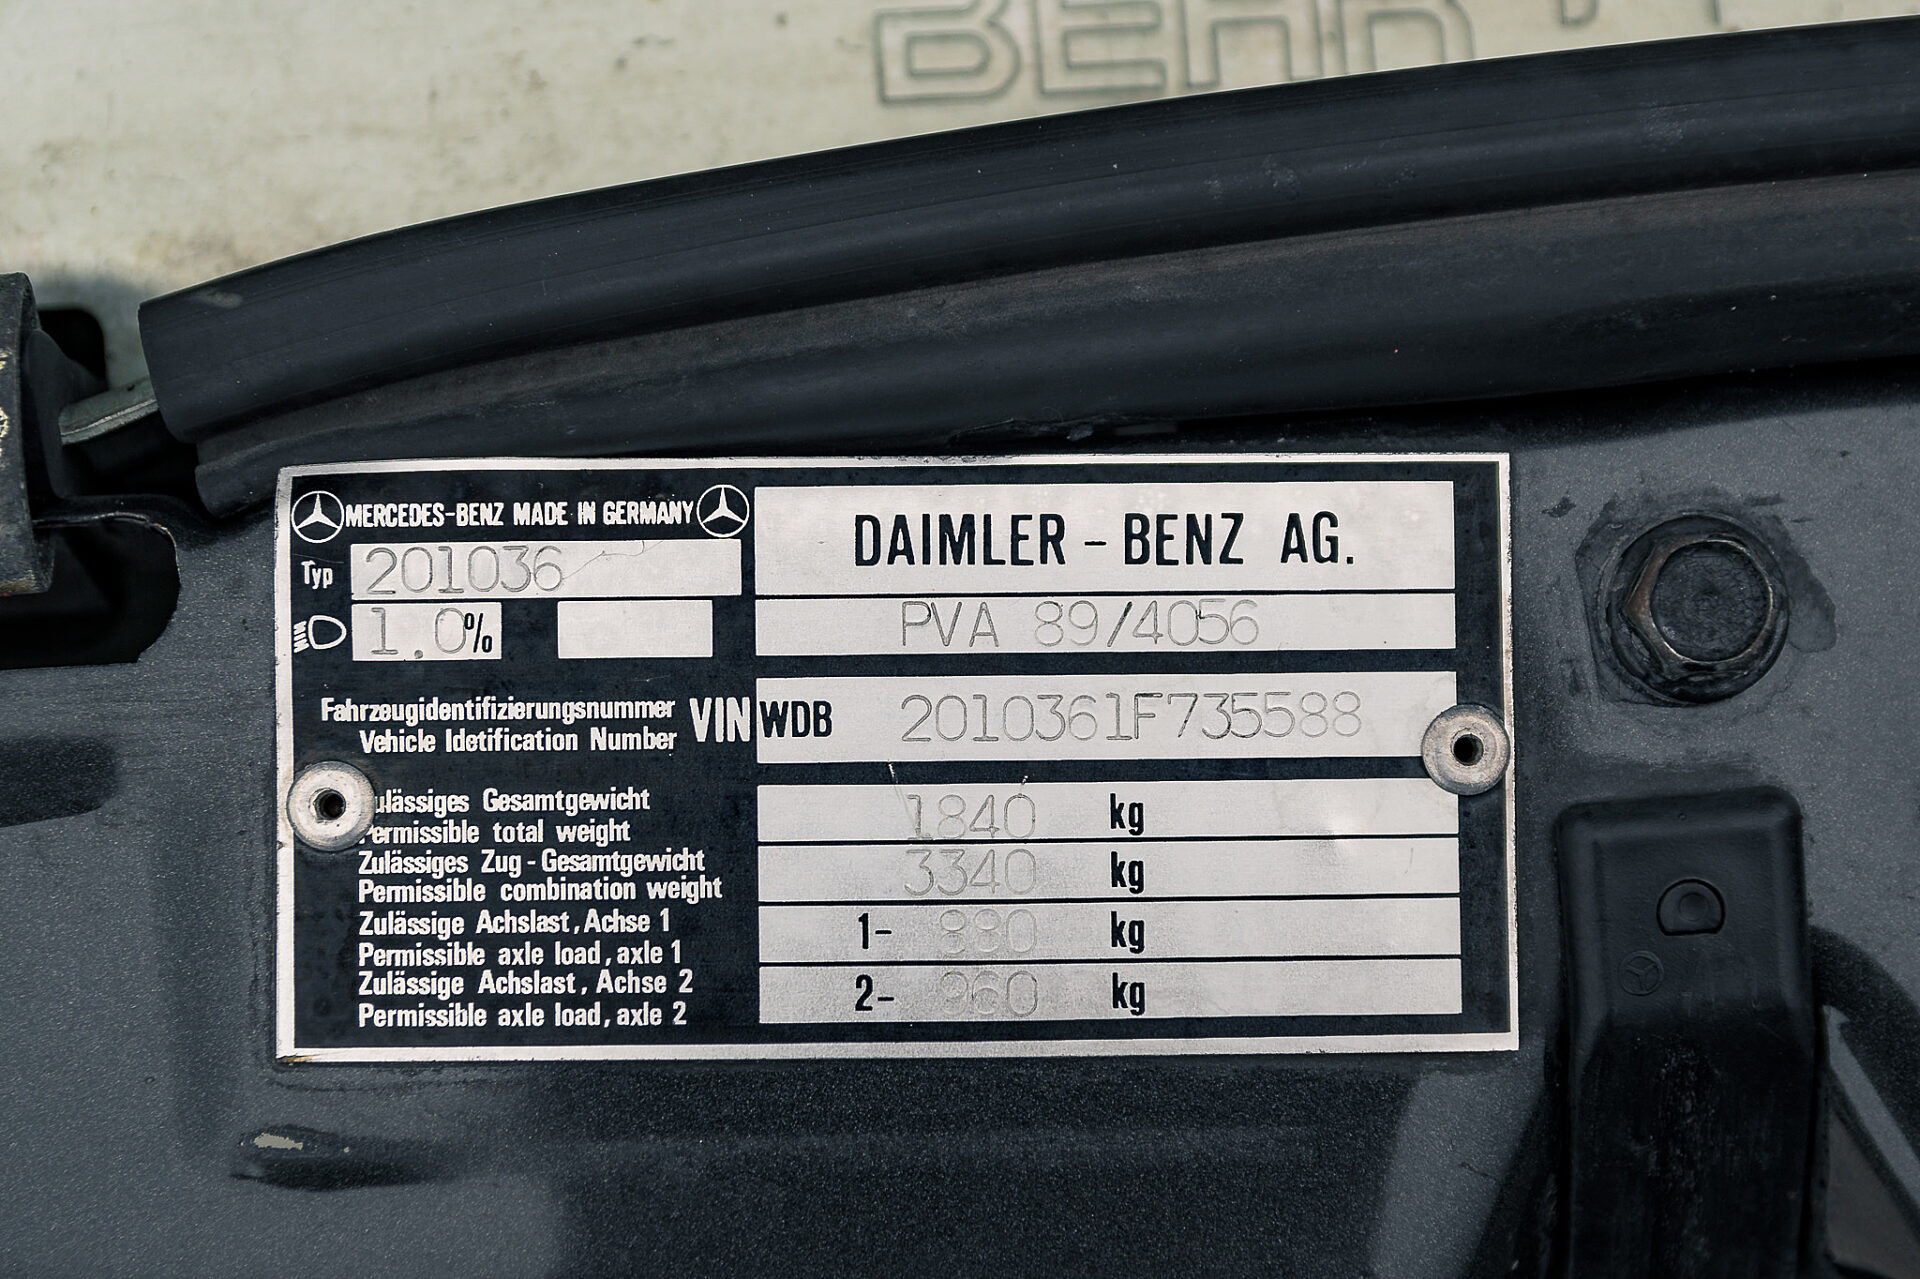 BEHR
MERCEDES-BENZ MADE IN GERMANY
DAIMLER - BENZ AG.
Typ 201036
1.0%
PVA 89/4056
Fahrzeugidentifizierungsnummer
Vehicle Idetification Number
VIN WDB 2010361F735588
ulässiges Gesamtgewicht
Permissible total weight
1840 kg
Zulässiges Zug - Gesamtgewicht
Permissible combination weight
3340 kg
Zulässige Achslast, Achse 1
Permissible axle load, axle 1
1- 880 kg
Zulässige Achslast, Achse 2
Permissible axle load, axle 2
2- 960 kg